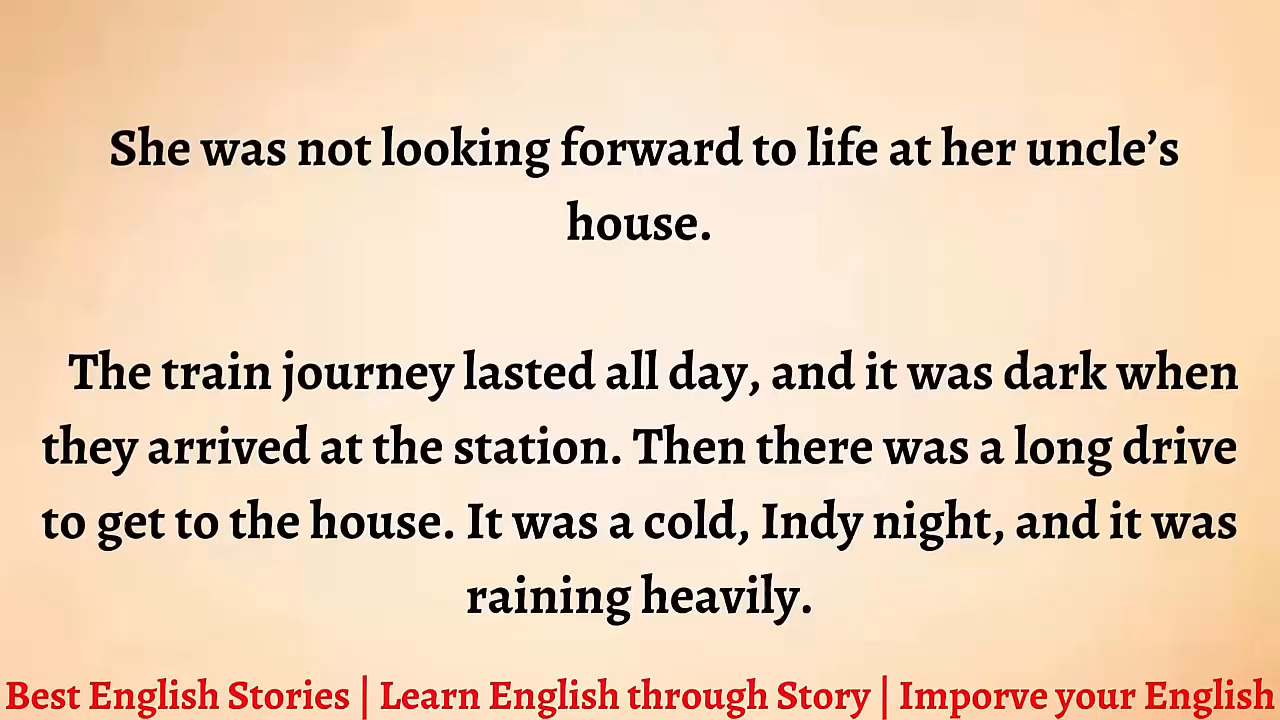 She was not looking forward to life at her uncle’s
house.
The train journey lasted all day, and it was dark when
they arrived at the station. Then there was a long drive
to get to the house. It was a cold, Indy night, and it was
raining heavily.
Best English Stories | Learn English through Story | Imporve your English